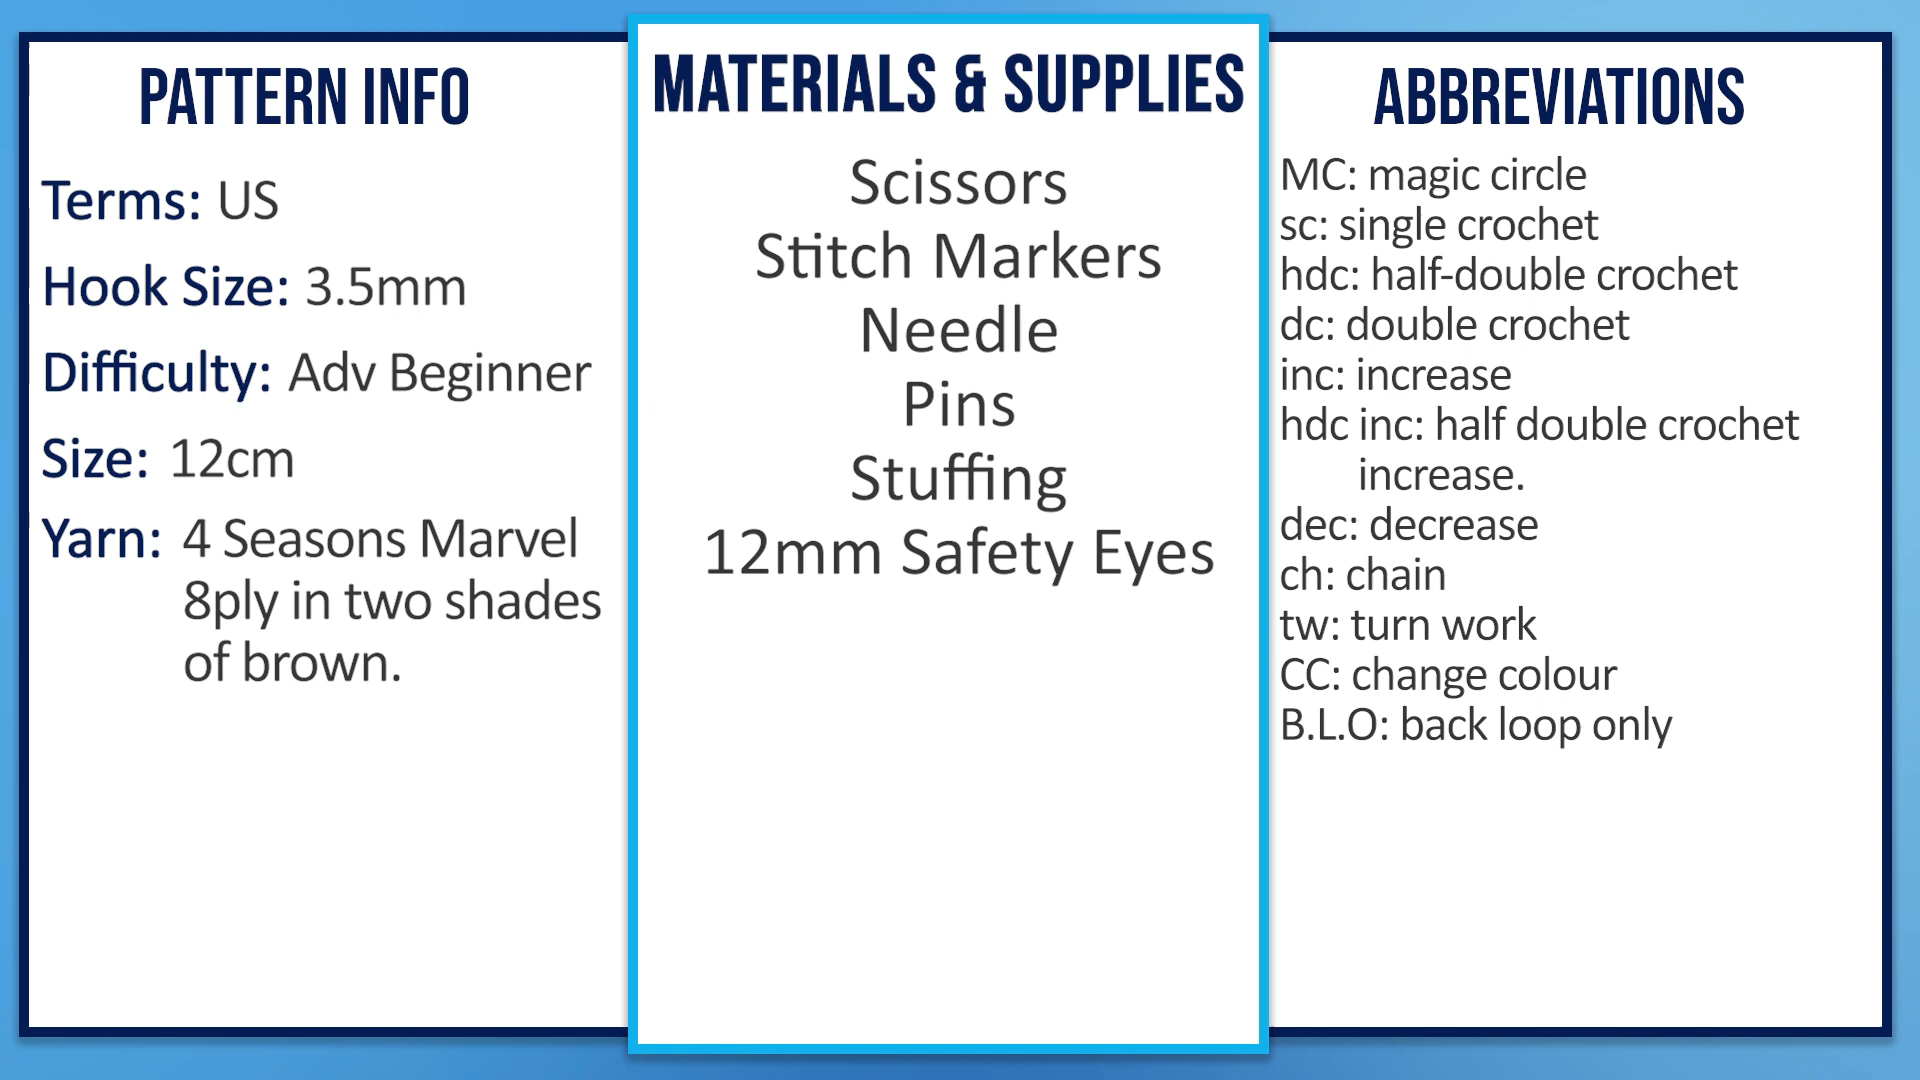 PATTERN INFO
Terms: US
Hook Size: 3.5mm
Difficulty: Adv Beginner
Size: 12cm
Yarn: 4 Seasons Marvel
8ply in two shades
of brown.
MATERIALS & SUPPLIES
Scissors
Stitch Markers
Needle
Pins
Stuffing
12mm Safety Eyes
ABBREVIATIONS
MC: magic circle
sc: single crochet
hdc: half-double crochet
dc: double crochet
inc: increase
hdc inc: half double crochet
increase.
dec: decrease
ch: chain
tw: turn work
CC: change colour
B.L.O: back loop only